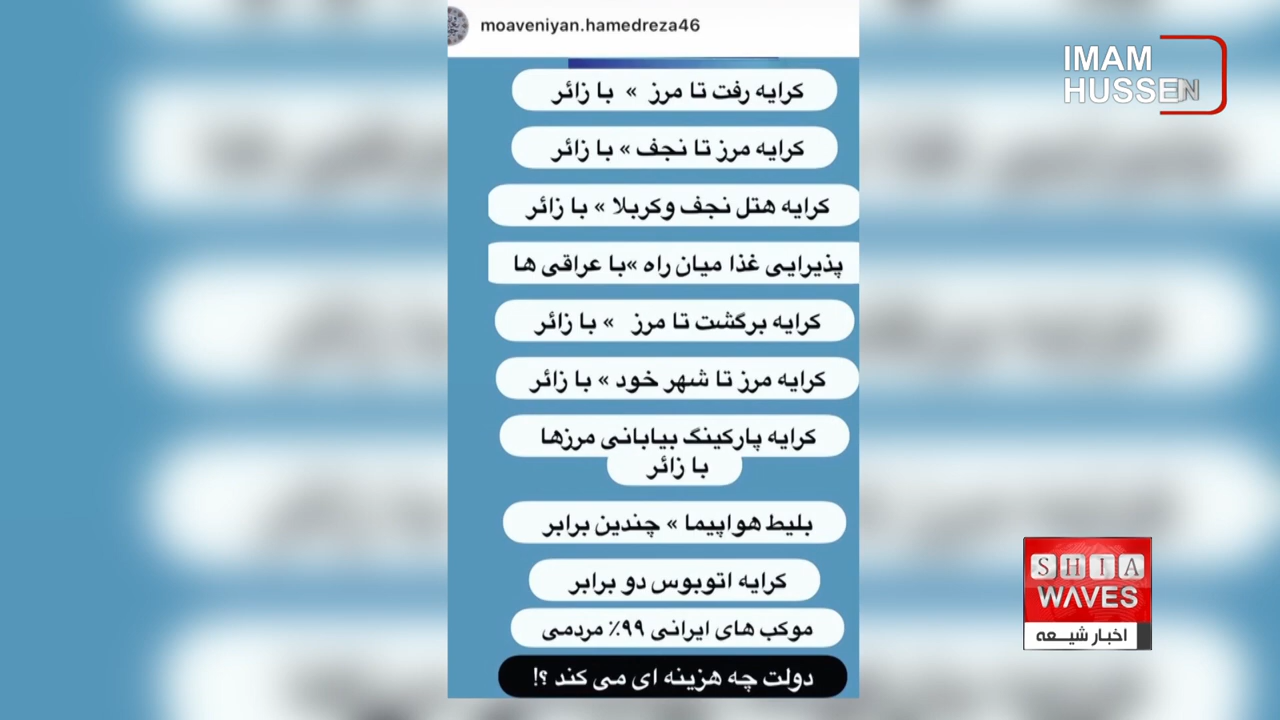 moaveniyan.hamedreza46
IMAM
HUSSEN
کرایه رفت تا مرز » با زائر
کرایه مرز تا نجف » با زائر
کرایه هتل نجف وکربلا » با زائر
پذیرایی غذا میان راه »با عراقی ها
کرایه برگشت تا مرز » با زائر
کرایه مرز تا شهر خود » با زائر
کرایه پارکینگ بیابانی مرزها
با زائر
بلیط هواپیما » چندین برابر
کرایه اتوبوس دو برابر
موکب های ایرانی ۹۹٪ مردمی
دولت چه هزینه ای می کند ؟!
SHIA
WAVES
اخبار شیعه